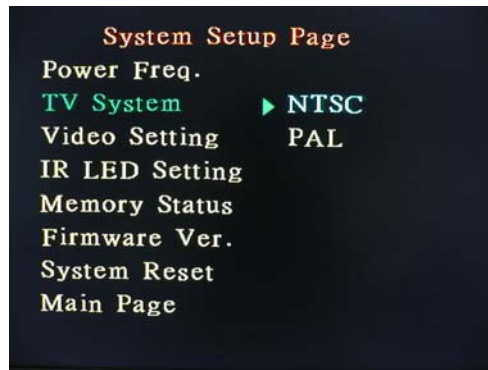 System Setup Page
Power Freq.
TV System ▶ NTSC
Video Setting PAL
IR LED Setting
Memory Status
Firmware Ver.
System Reset
Main Page